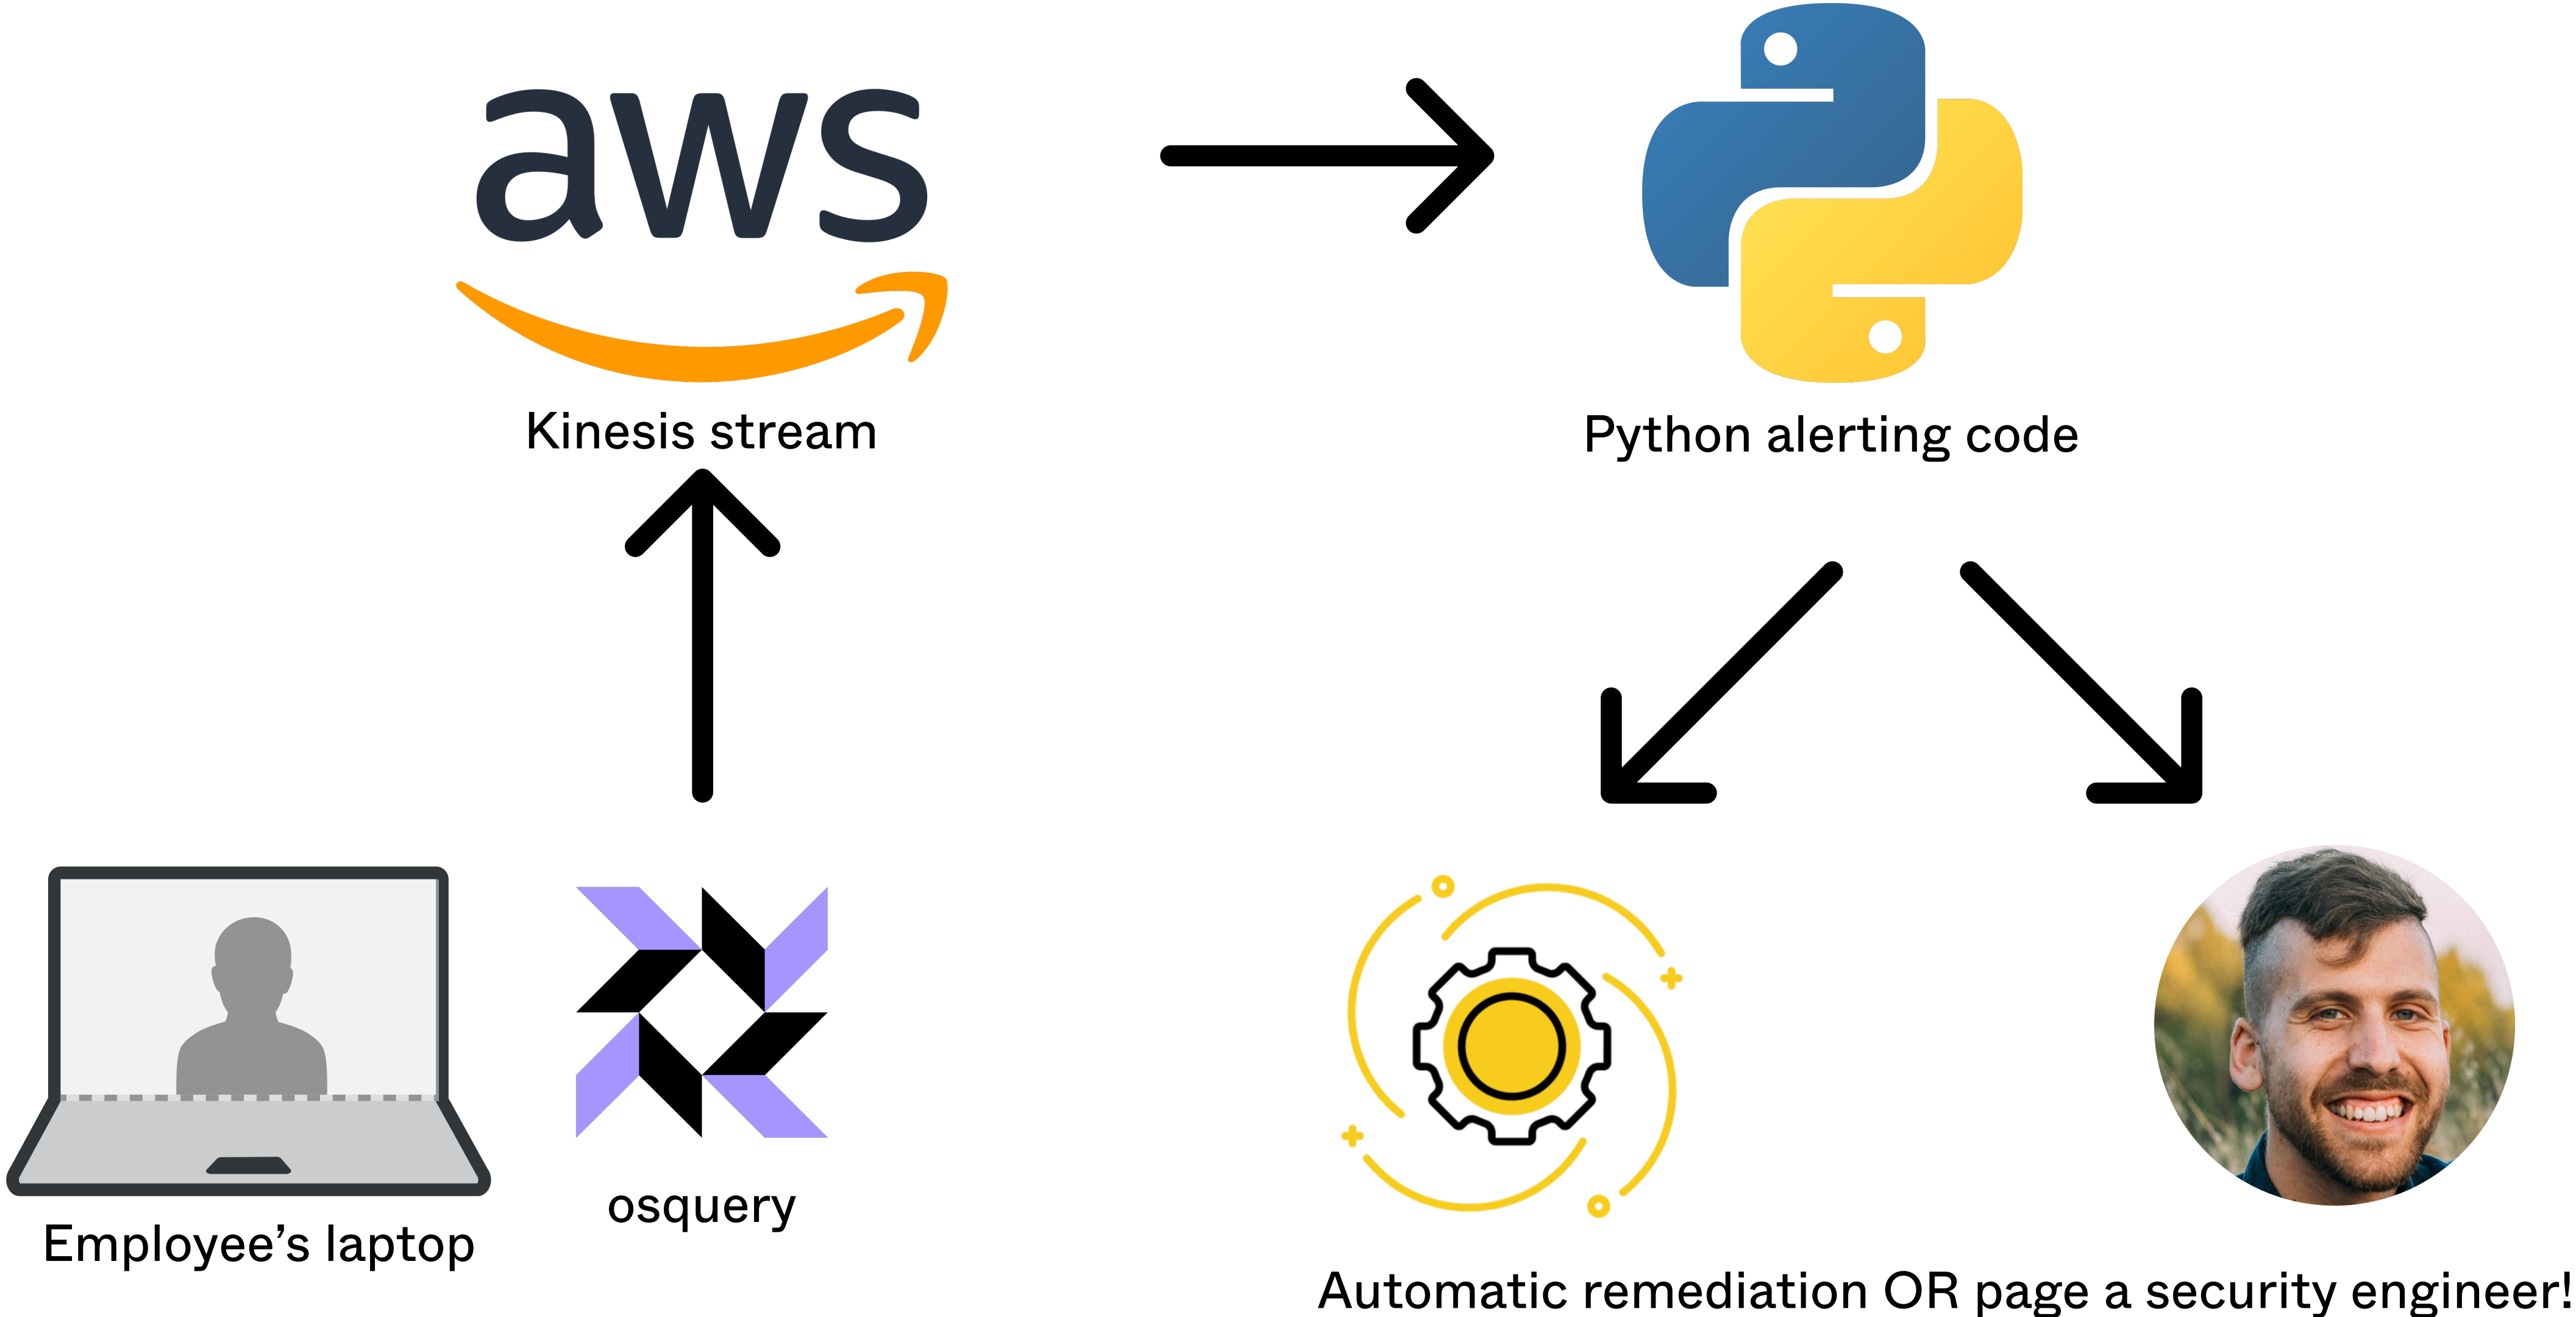 aws
Kinesis stream
Python alerting code
Employee’s laptop
osquery
Automatic remediation OR page a security engineer!